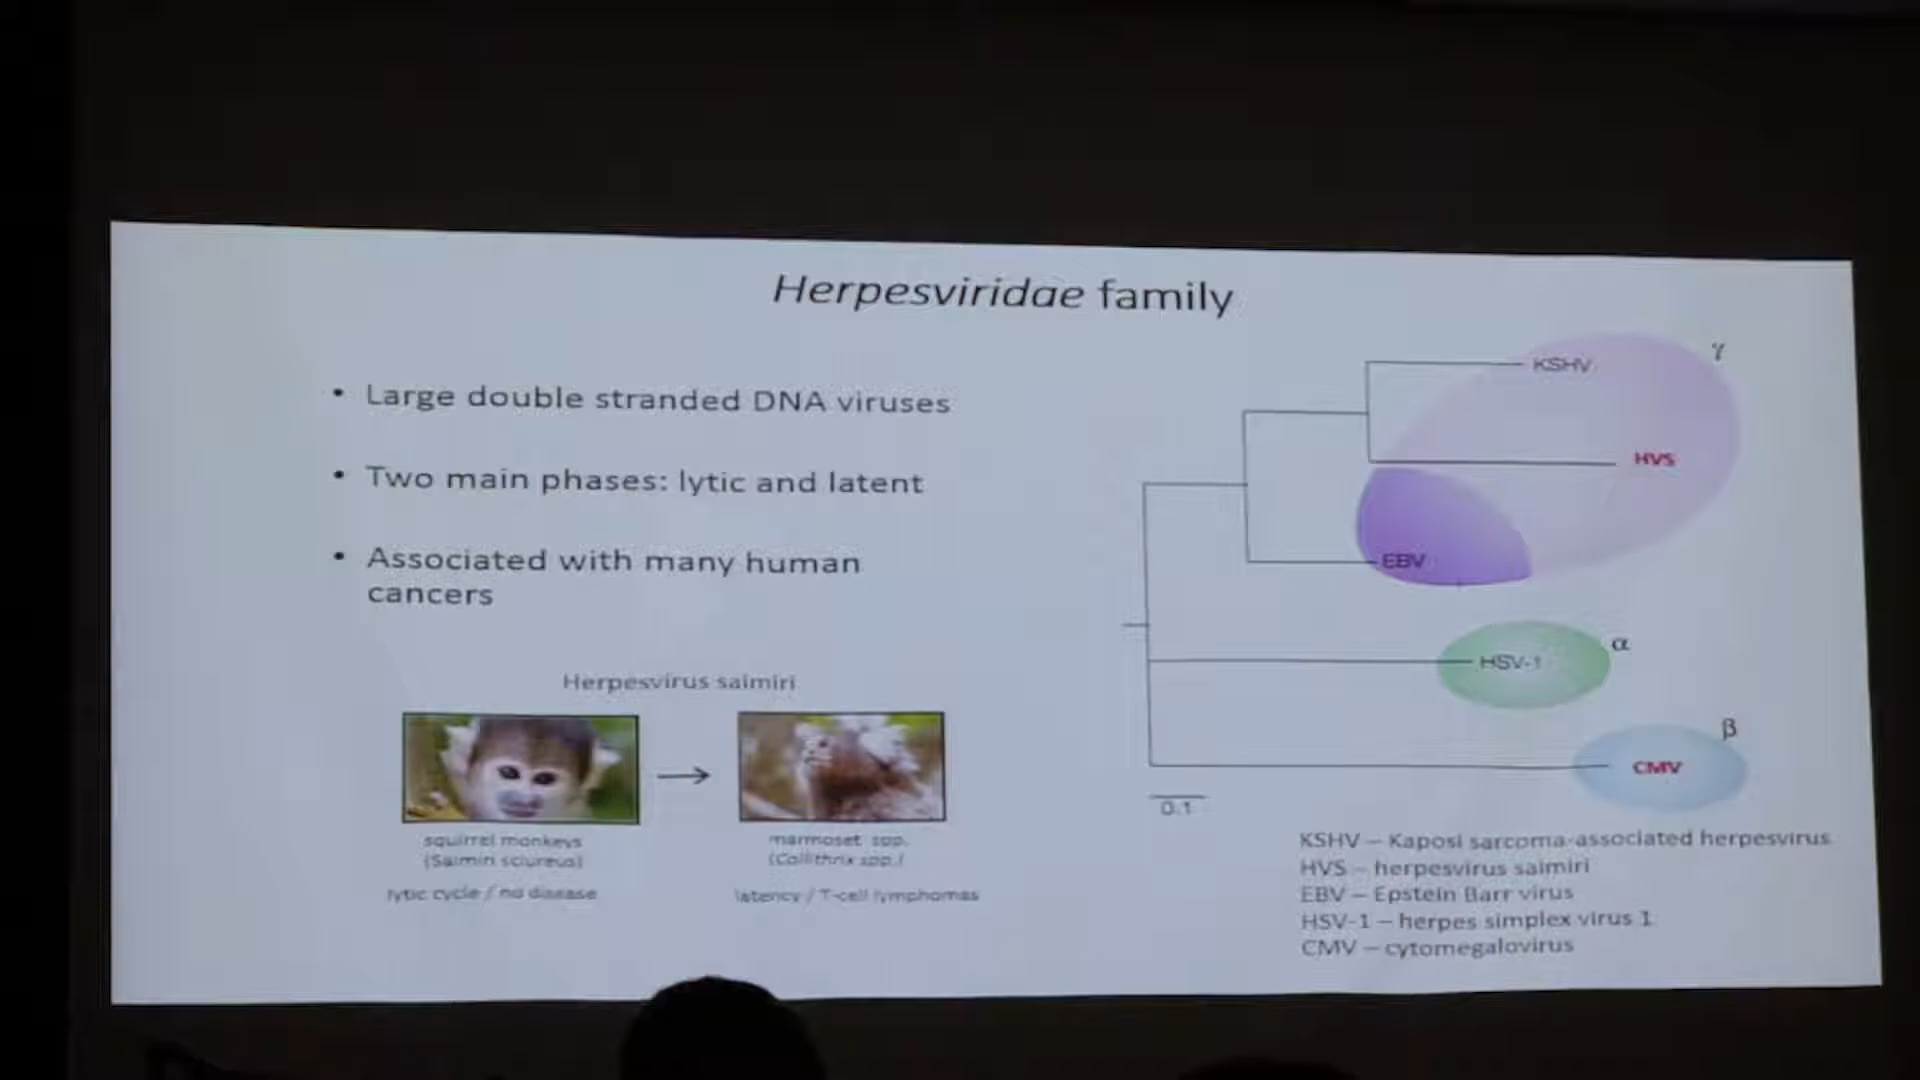 Herpesviridae family
• Large double stranded DNA viruses
• Two main phases: lytic and latent
• Associated with many human
cancers
Herpesvirus saimiri
squirrel monkeys
(Saimiri sciureus)
lytic cycle / no disease
marmoset spp.
(Callithrix spp.)
latency / T-cell lymphomas
KSHV
γ
HVS
EBV
HSV-1
α
β
CMV
0.1
KSHV – Kaposi sarcoma-associated herpesvirus
HVS – herpesvirus saimiri
EBV – Epstein Barr virus
HSV-1 – herpes simplex virus 1
CMV – cytomegalovirus